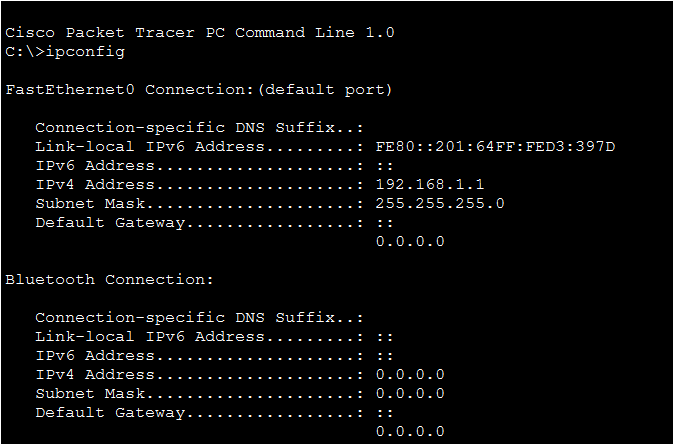 Cisco Packet Tracer PC Command Line 1.0
C:\>ipconfig
FastEthernet0 Connection:(default port)
Connection-specific DNS Suffix..:
Link-local IPv6 Address.........: FE80::201:64FF:FED3:397D
IPv6 Address....................: ::
IPv4 Address....................: 192.168.1.1
Subnet Mask.....................: 255.255.255.0
Default Gateway.................: ::
0.0.0.0
Bluetooth Connection:
Connection-specific DNS Suffix..:
Link-local IPv6 Address.........: ::
IPv6 Address....................: ::
IPv4 Address....................: 0.0.0.0
Subnet Mask.....................: 0.0.0.0
Default Gateway.................: ::
0.0.0.0